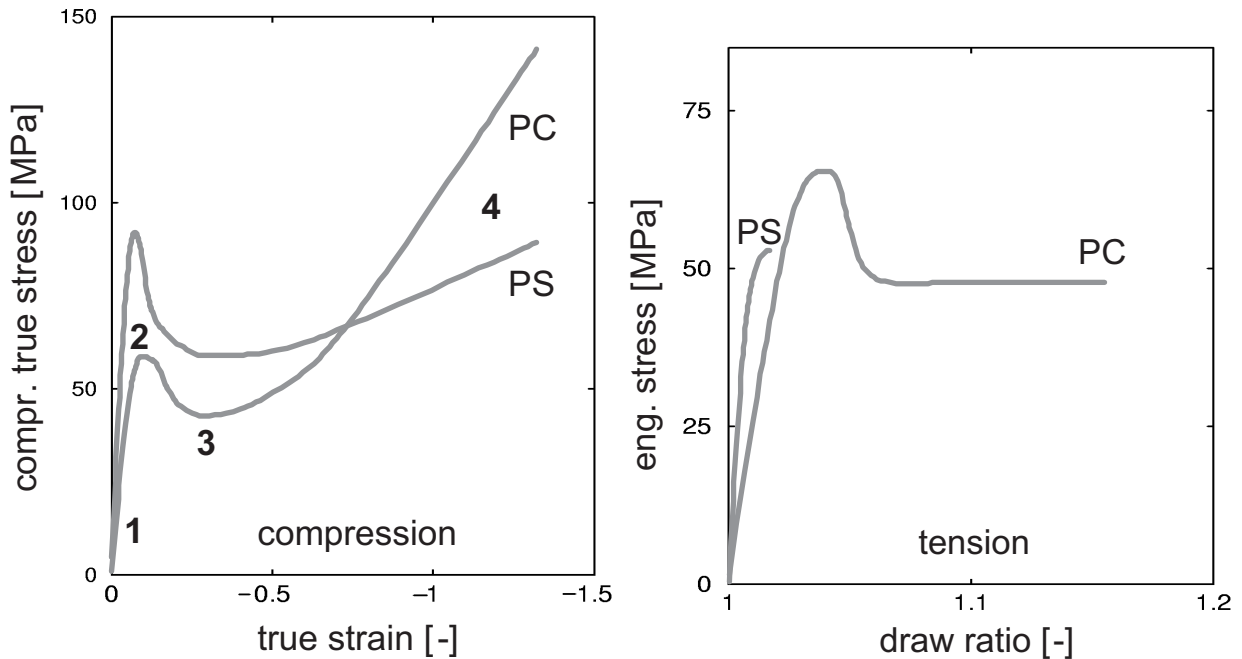 compr. true stress [MPa]
150
100
50
0
PC
4
PS
2
3
1
compression
0
−0.5
−1
−1.5
true strain [-]
eng. stress [MPa]
75
50
25
0
PS
PC
tension
1
1.1
1.2
draw ratio [-]